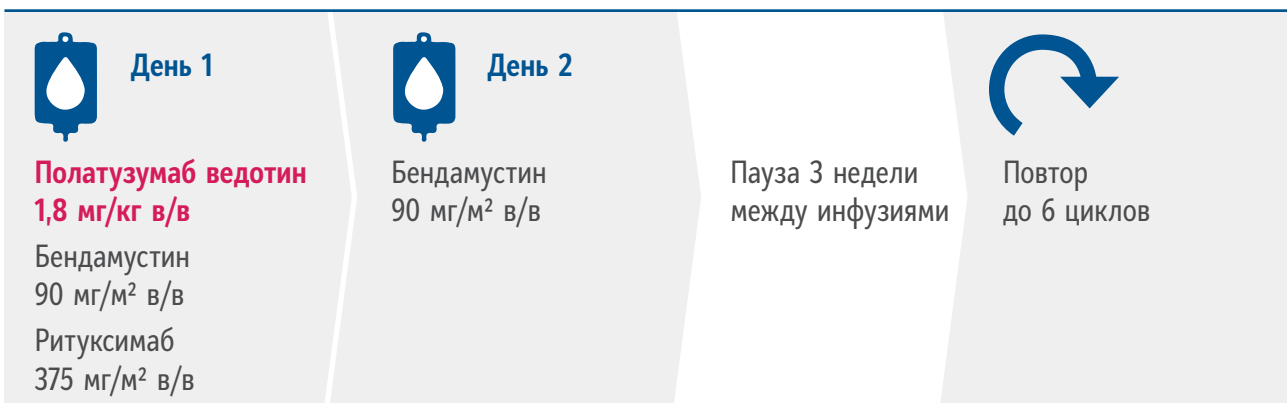 День 1
Полатузумаб ведотин
1,8 мг/кг в/в
Бендамустин
90 мг/м² в/в
Ритуксимаб
375 мг/м² в/в
День 2
Бендамустин
90 мг/м² в/в
Пауза 3 недели
между инфузиями
Повтор
до 6 циклов